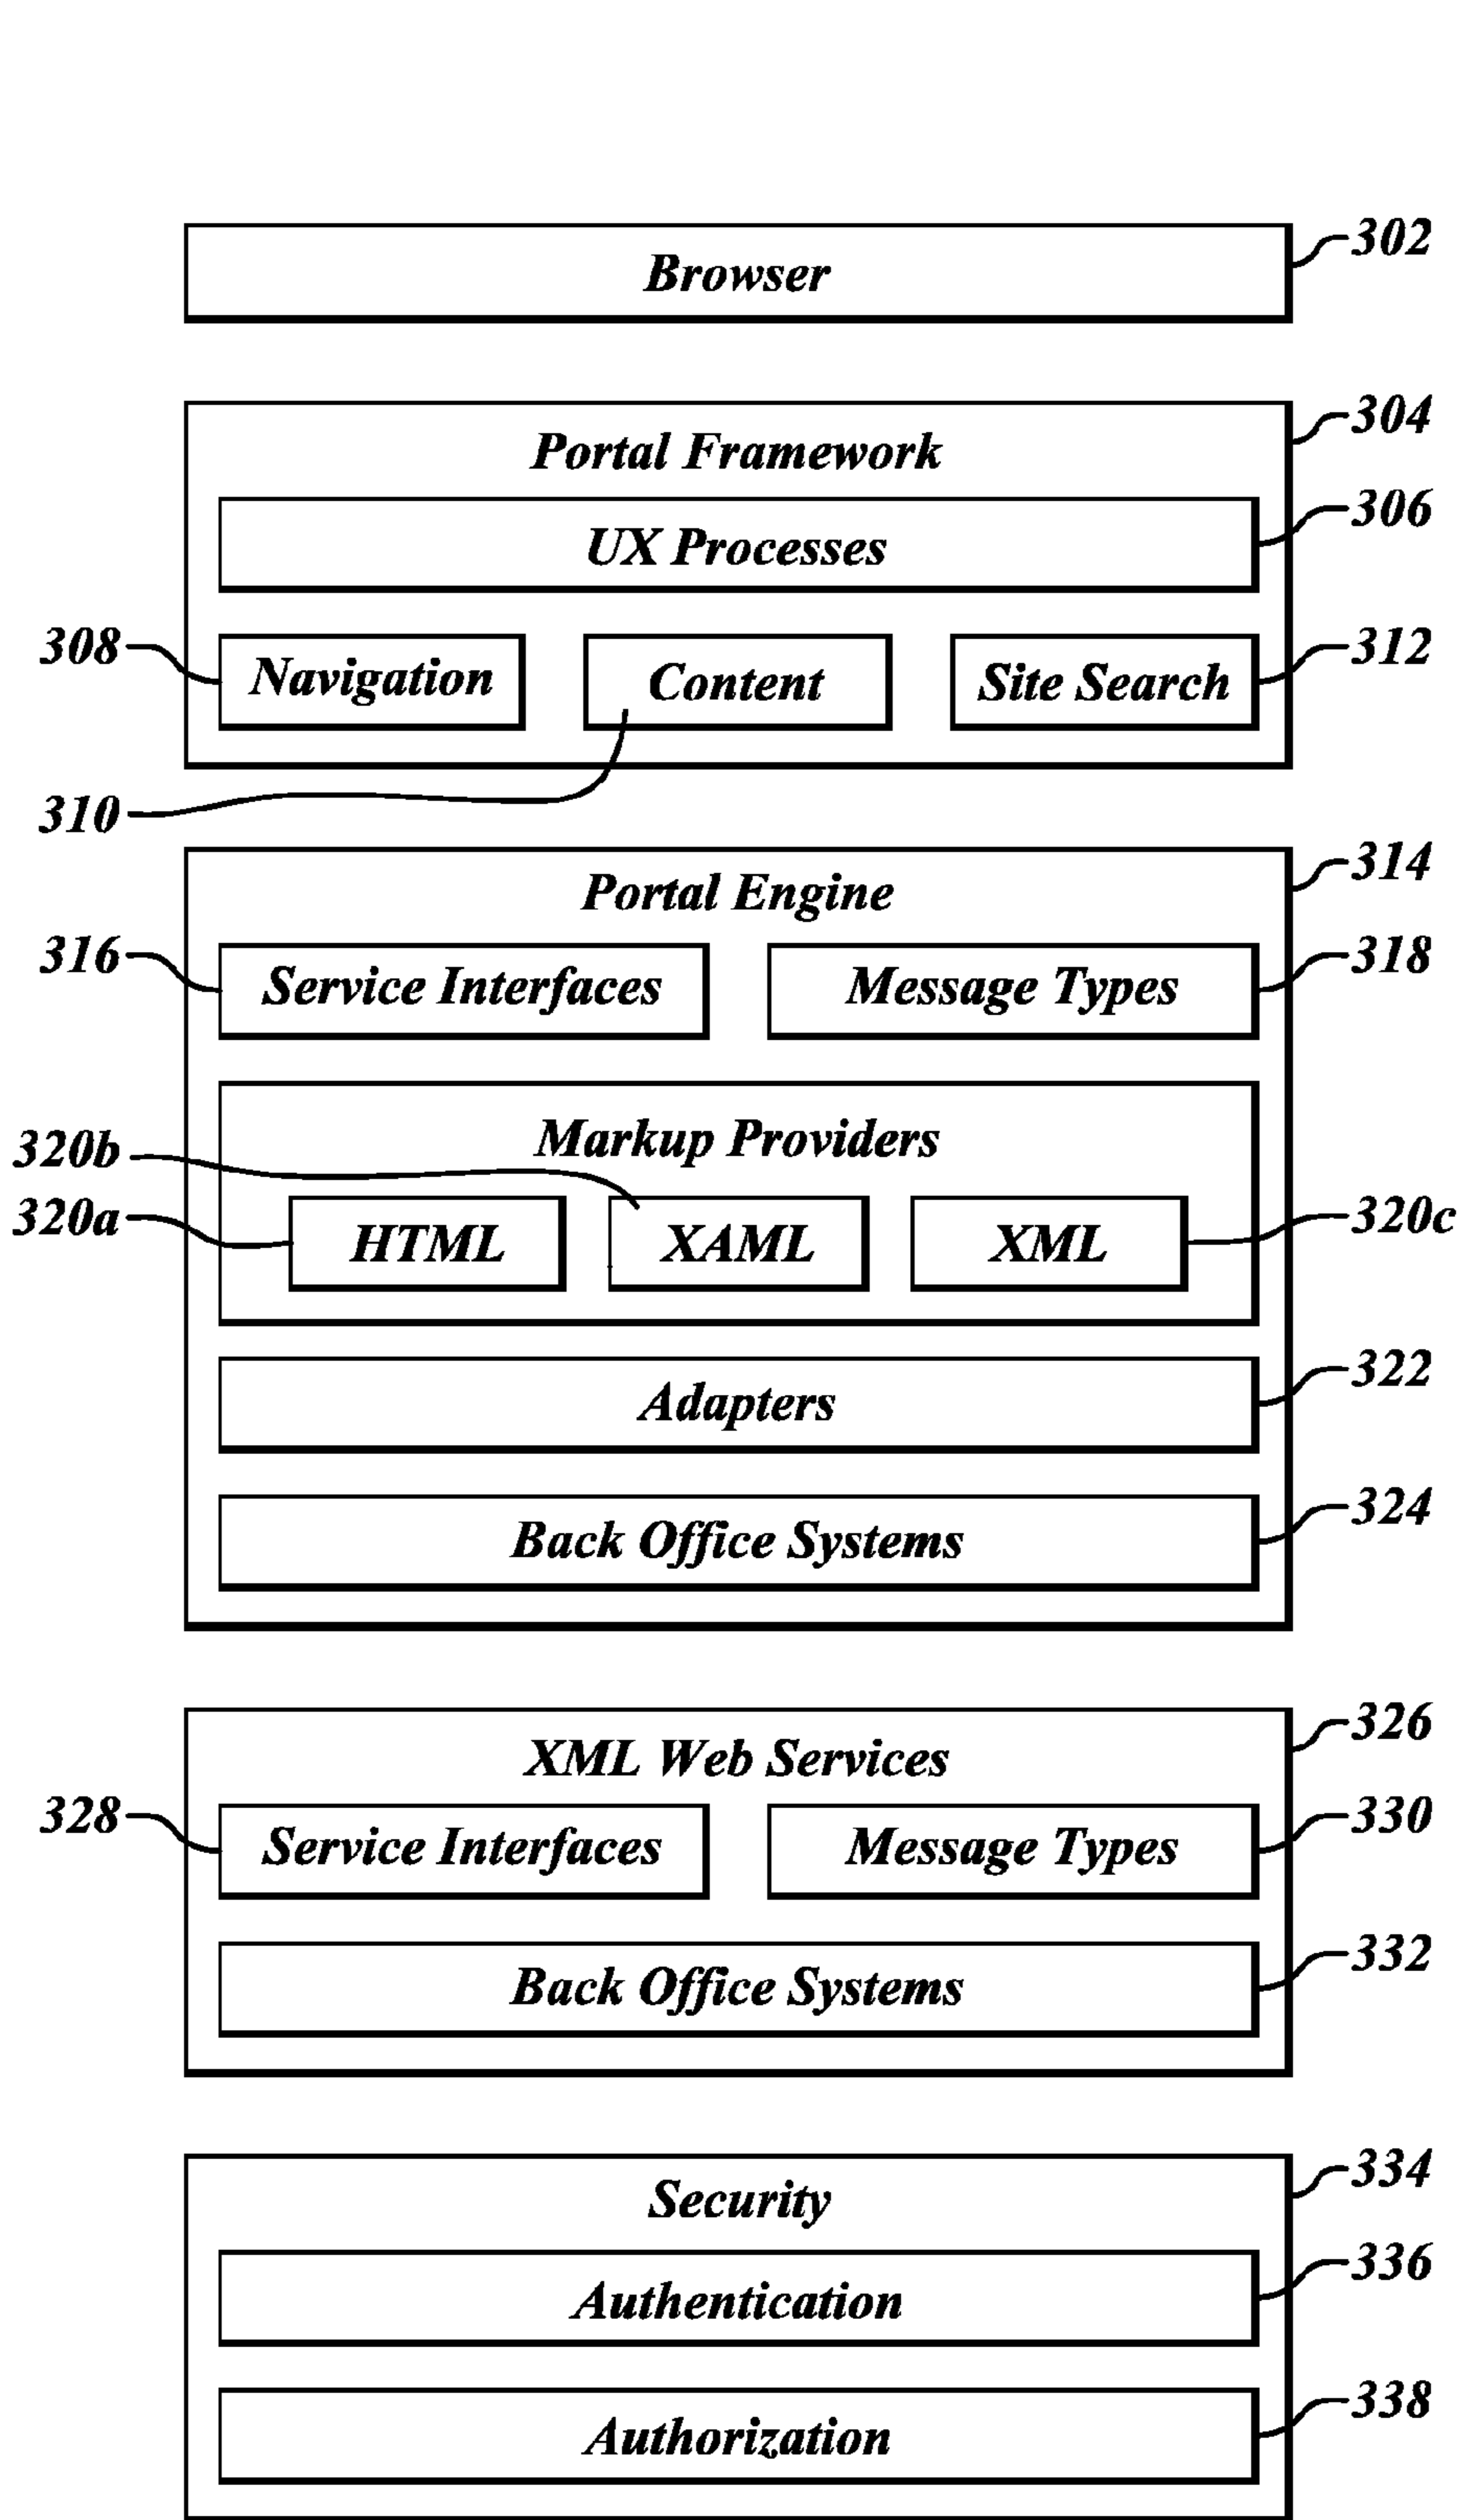 Browser 302
Portal Framework 304
UX Processes 306
308 Navigation Content Site Search 312
310
Portal Engine 314
316 Service Interfaces Message Types 318
Markup Providers
320b
320a HTML XAML XML 320c
Adapters 322
Back Office Systems 324
XML Web Services 326
328 Service Interfaces Message Types 330
Back Office Systems 332
Security 334
Authentication 336
Authorization 338